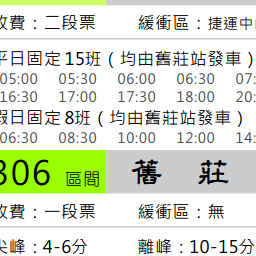 收費：二段票 緩衝區：捷運中
平日固定15班（均由舊莊站發車）
05:00 05:30 06:00 06:30 07:
16:30 17:00 17:30 18:00 20:
假日固定8班（均由舊莊站發車）
06:30 08:30 10:00 12:00 14:
306 區間 舊莊
收費：一段票 緩衝區：無
尖峰：4-6分 離峰：10-15分